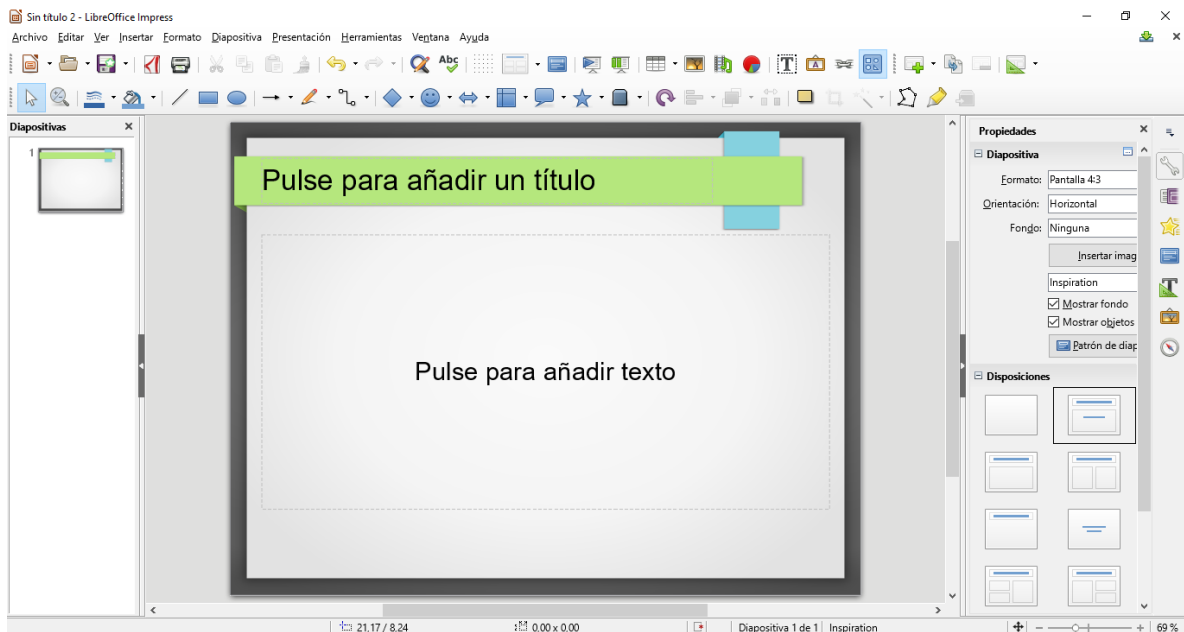 Sin título 2 - LibreOffice Impress
Archivo Editar Ver Insertar Formato Diapositiva Presentación Herramientas Ventana Ayuda
Abc
Diapositivas
1
Pulse para añadir un título
Pulse para añadir texto
Propiedades
Diapositiva
Formato: Pantalla 4:3
Orientación: Horizontal
Fondo: Ninguna
Insertar imag
Inspiration
Mostrar fondo
Mostrar objetos
Patrón de diap
Disposiciones
21,17 / 8,24 0,00 x 0,00 Diapositiva 1 de 1 Inspiration 69 %